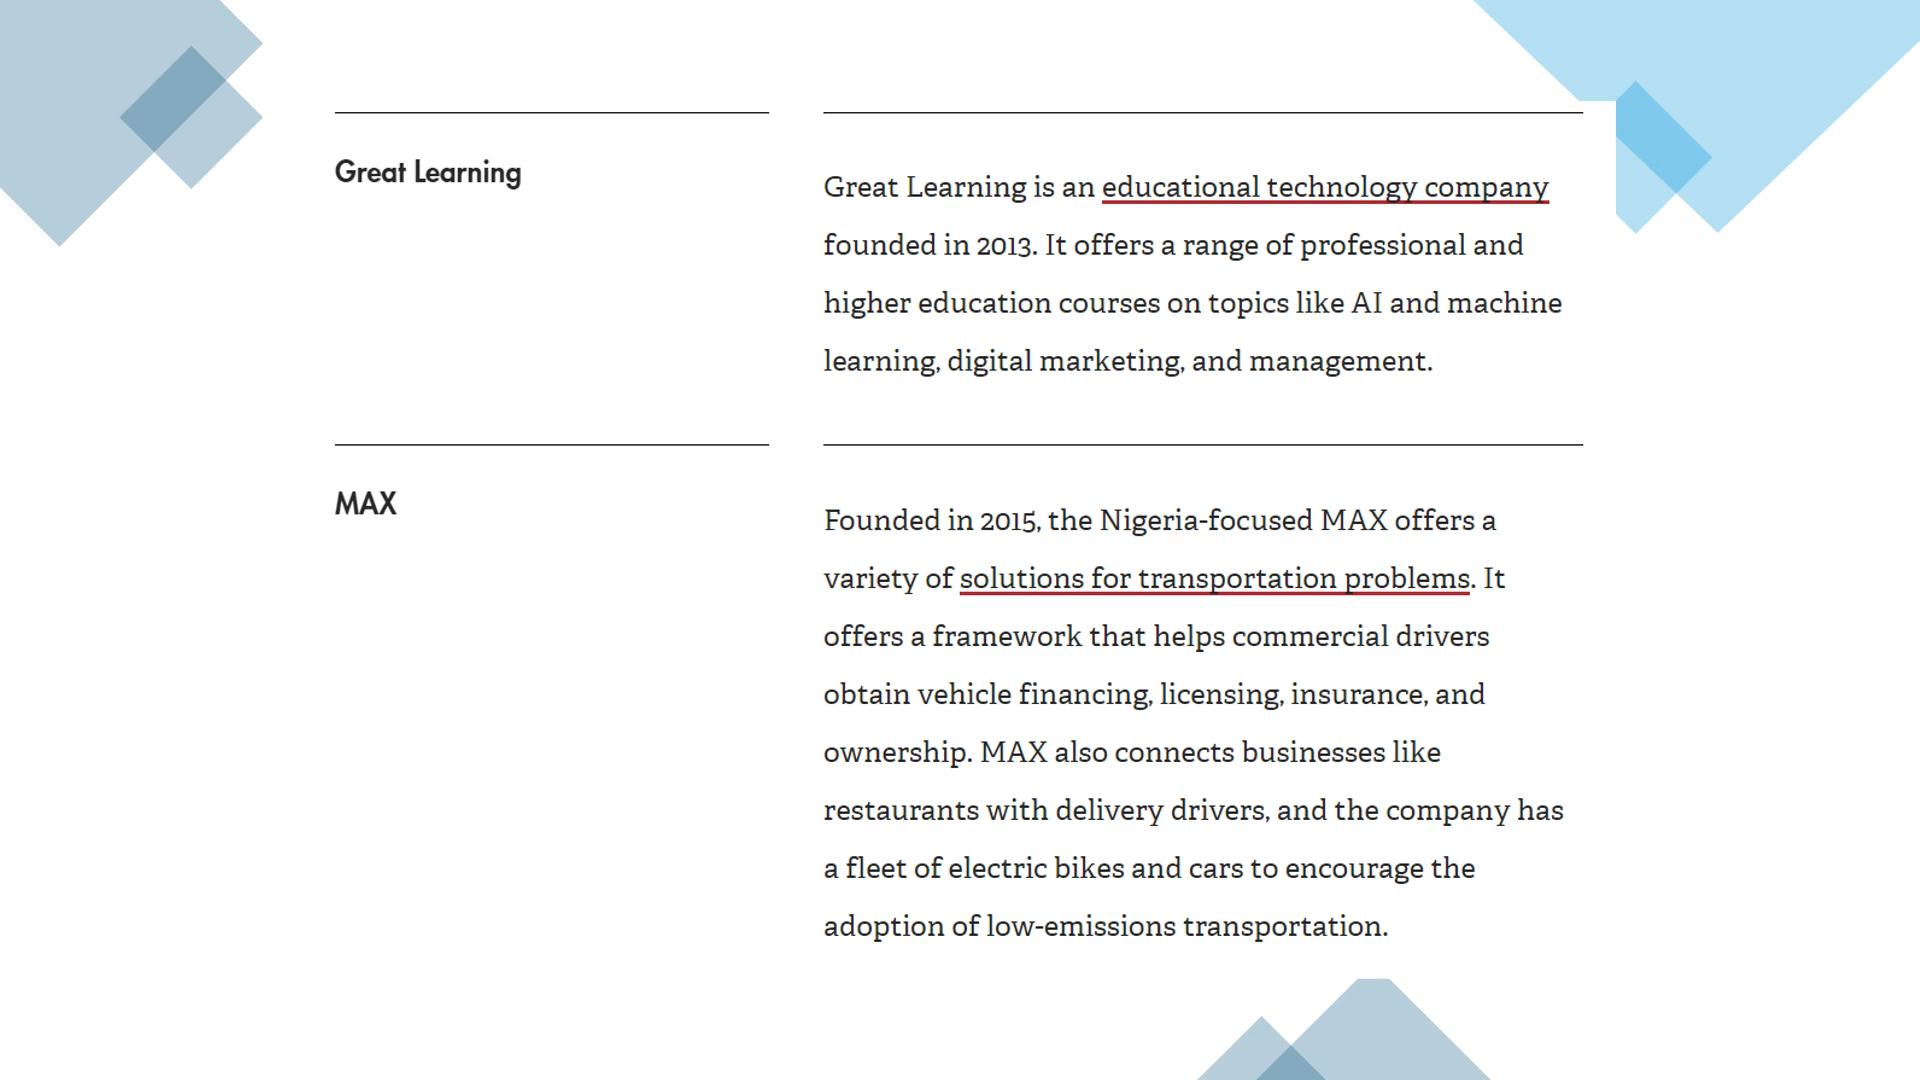 Great Learning
Great Learning is an educational technology company
founded in 2013. It offers a range of professional and
higher education courses on topics like AI and machine
learning, digital marketing, and management.
MAX
Founded in 2015, the Nigeria-focused MAX offers a
variety of solutions for transportation problems. It
offers a framework that helps commercial drivers
obtain vehicle financing, licensing, insurance, and
ownership. MAX also connects businesses like
restaurants with delivery drivers, and the company has
a fleet of electric bikes and cars to encourage the
adoption of low-emissions transportation.